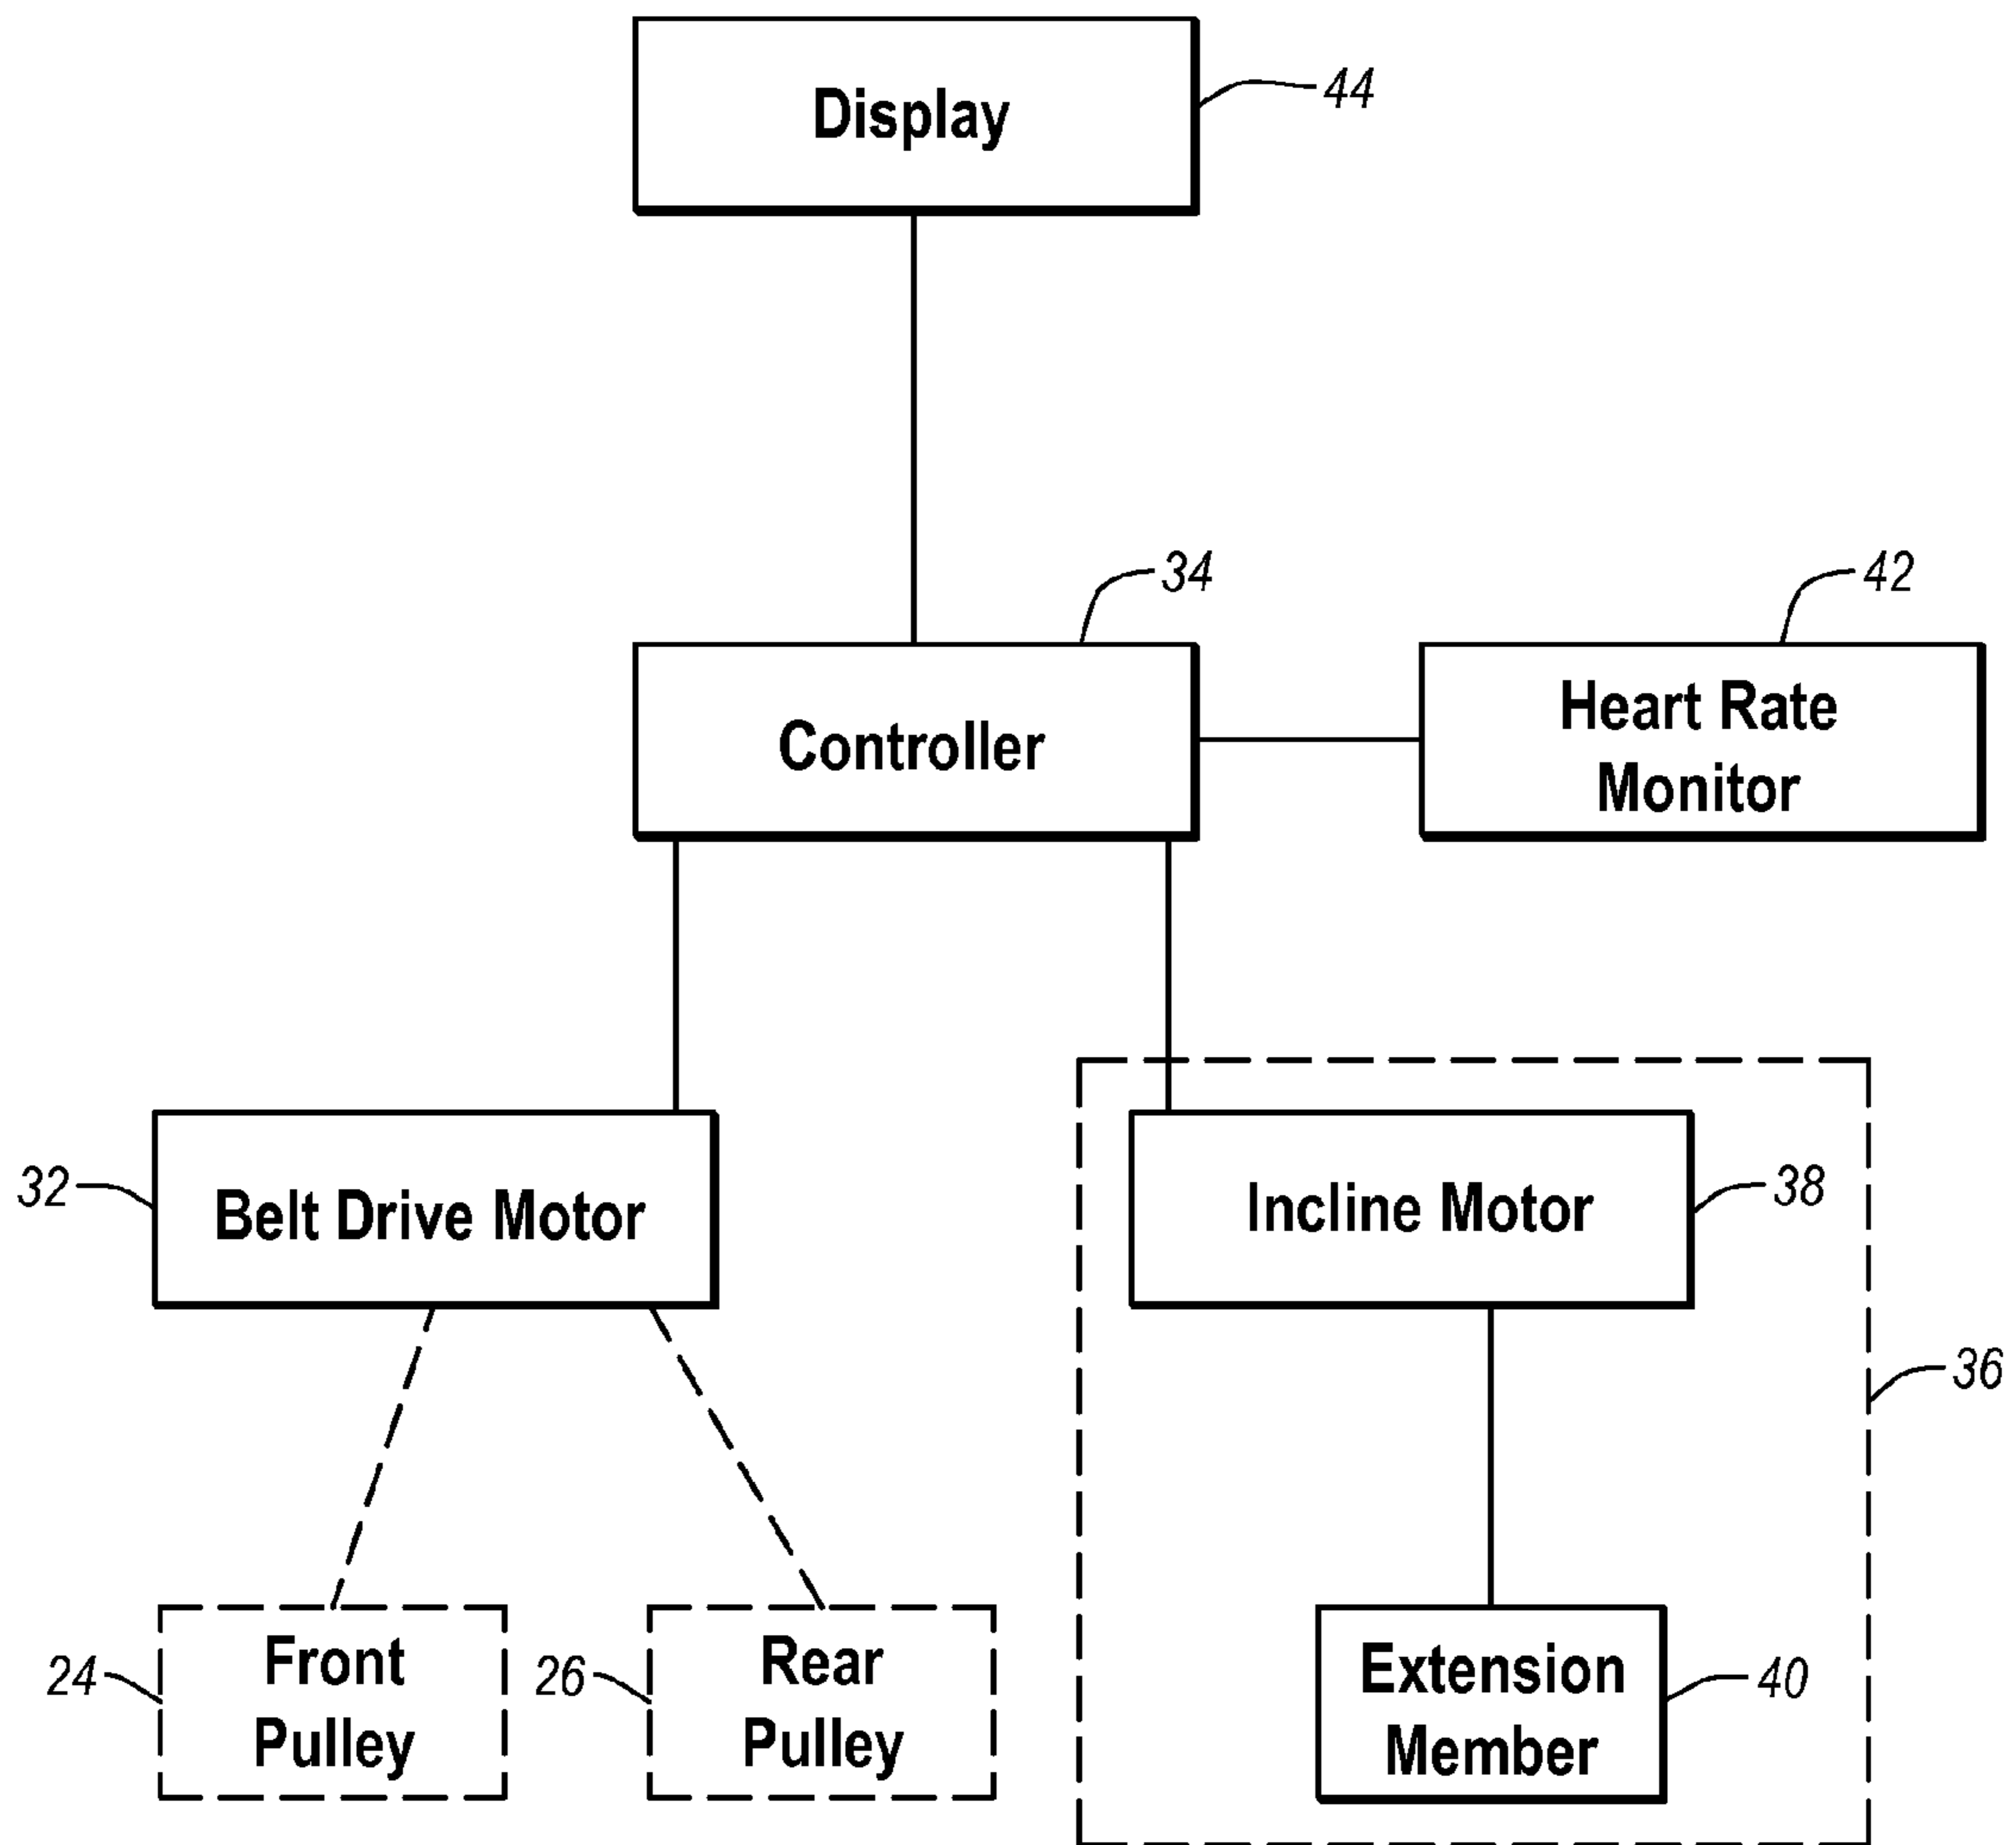 Display
44
34
42
Controller
Heart Rate
Monitor
32
Belt Drive Motor
Incline Motor
38
36
24
Front
Pulley
26
Rear
Pulley
Extension
Member
40